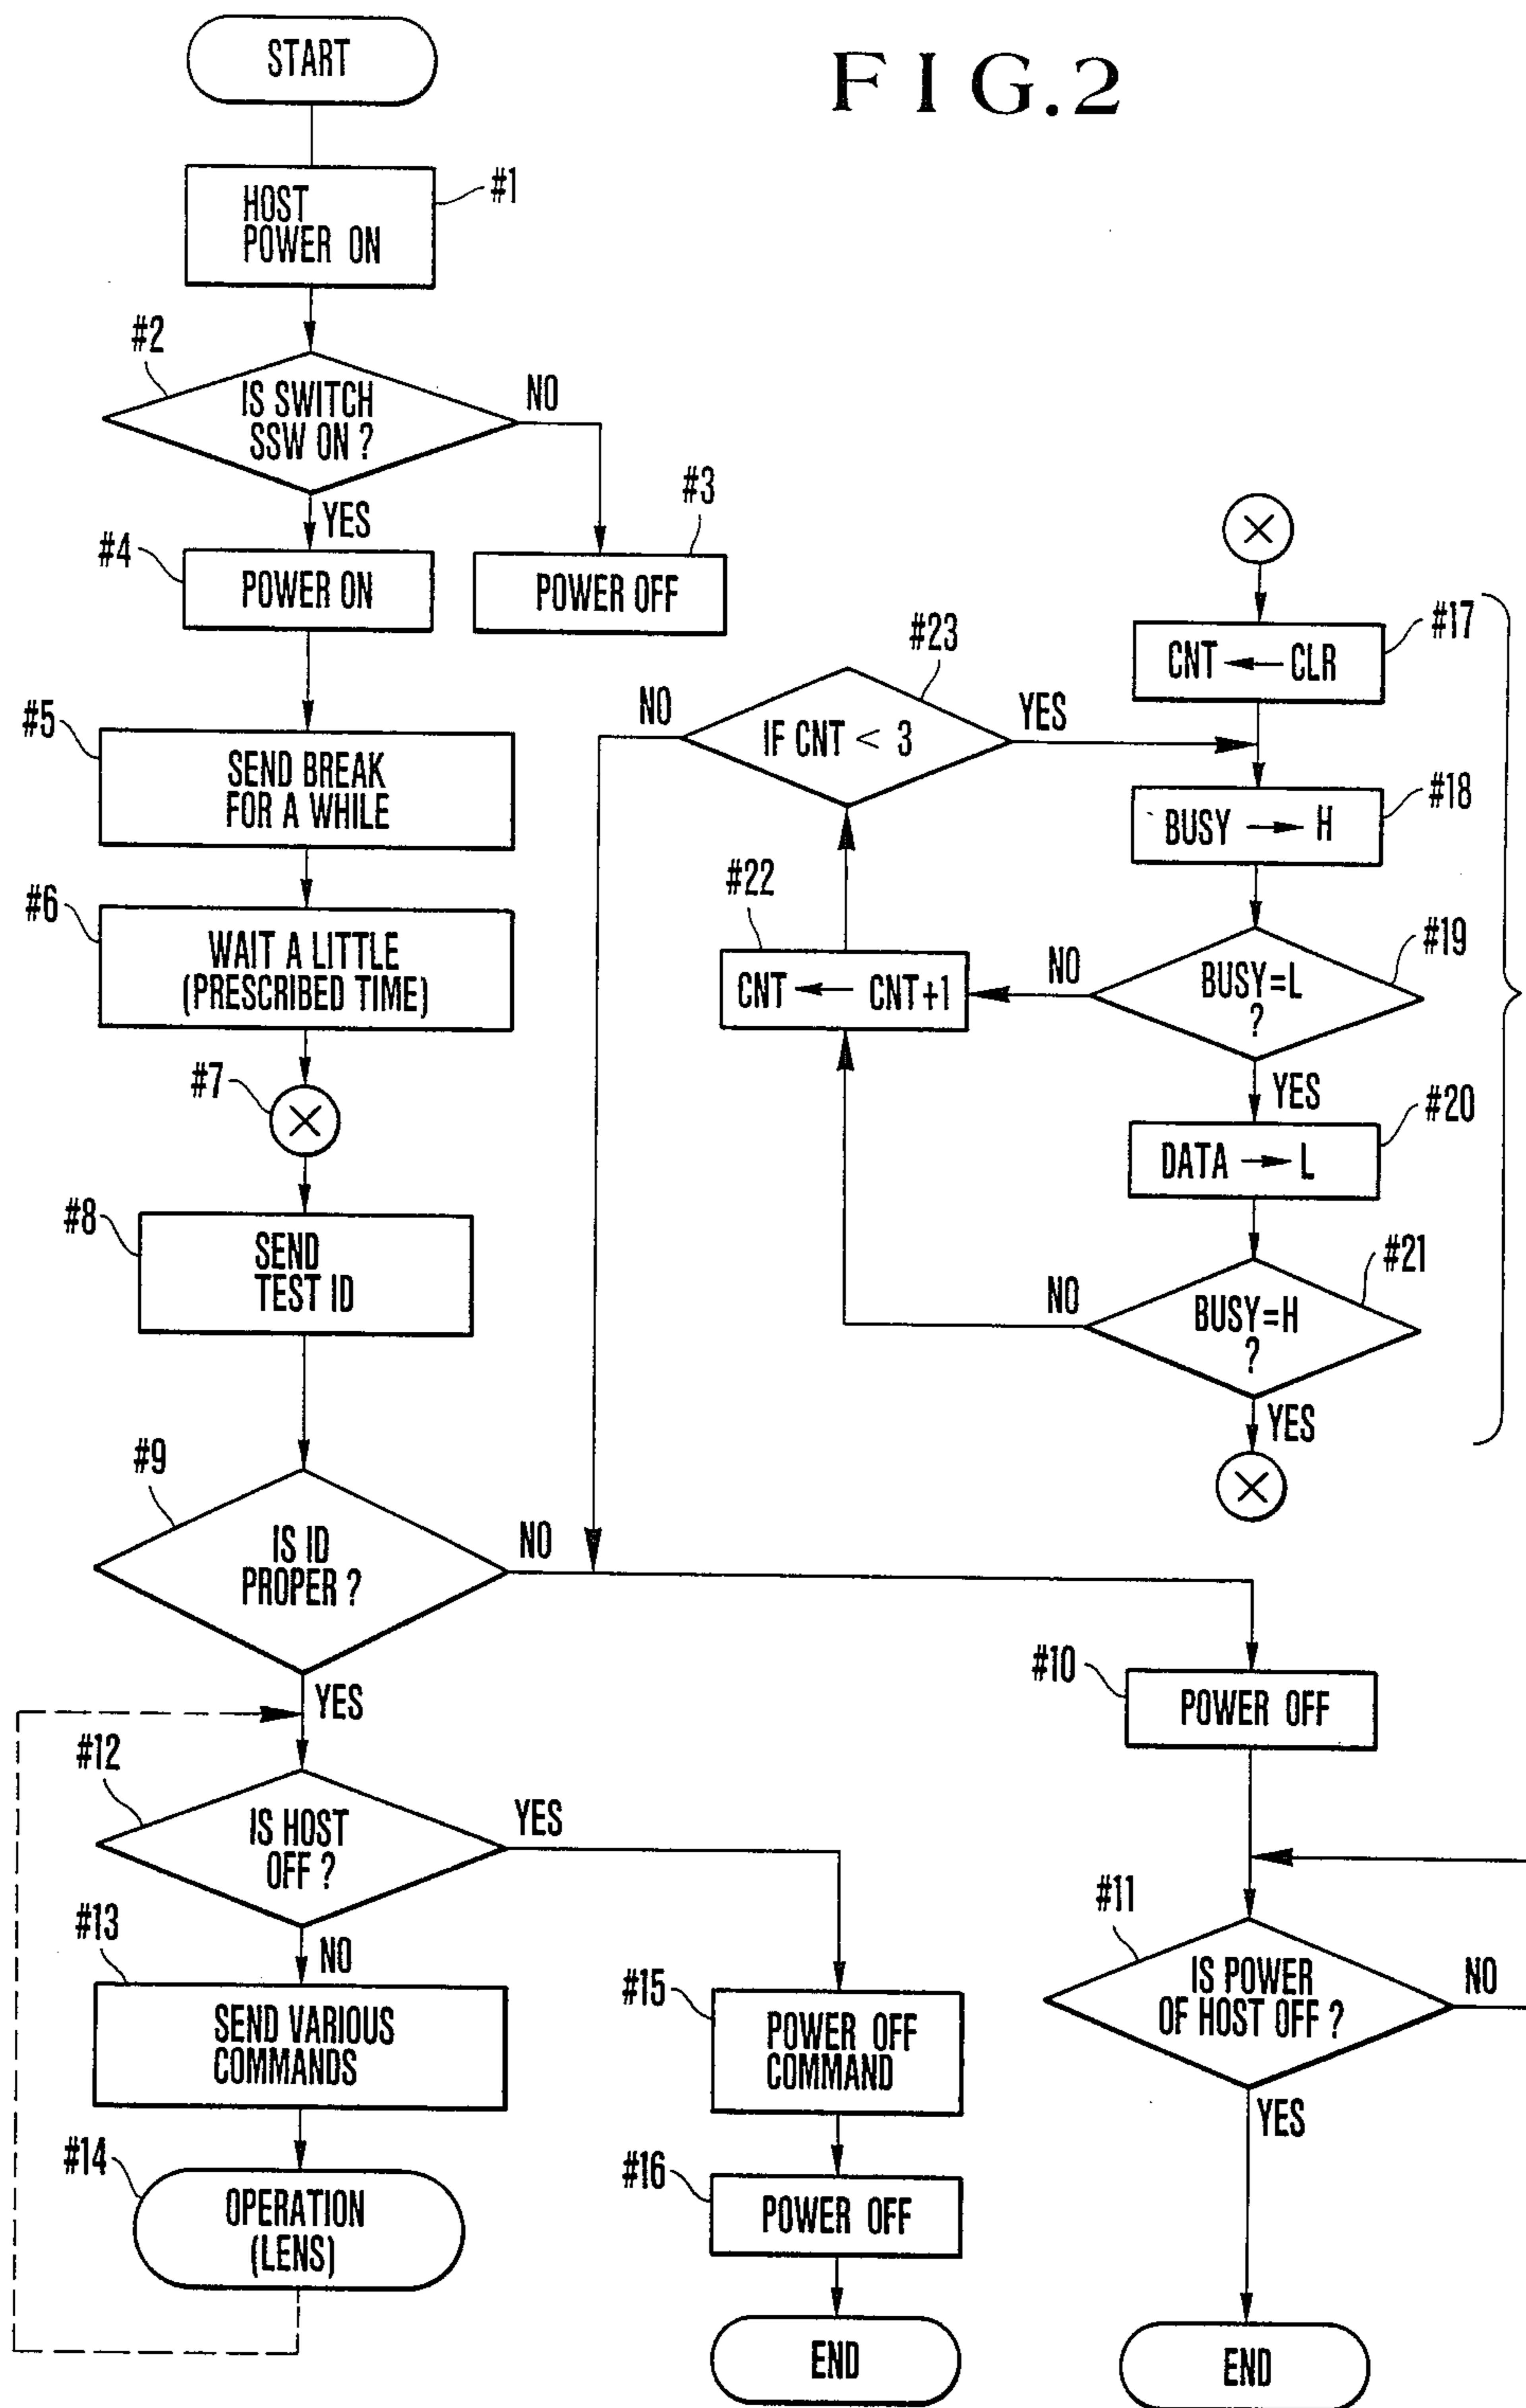 FIG.2
START
#1
HOST
POWER ON
#2
IS SWITCH
SSW ON ?
NO
YES
#3
POWER OFF
#4
POWER ON
#5
SEND BREAK
FOR A WHILE
#6
WAIT A LITTLE
(PRESCRIBED TIME)
#7
#8
SEND
TEST ID
#9
IS ID
PROPER ?
NO
YES
#12
IS HOST
OFF ?
YES
NO
#13
SEND VARIOUS
COMMANDS
#14
OPERATION
(LENS)
#15
POWER OFF
COMMAND
#16
POWER OFF
END
#17
CNT ← CLR
#18
BUSY → H
#19
BUSY=L
?
NO
YES
#20
DATA → L
#21
BUSY=H
?
NO
YES
#22
CNT ← CNT+1
#23
IF CNT < 3
NO
YES
#10
POWER OFF
#11
IS POWER
OF HOST OFF ?
NO
YES
END